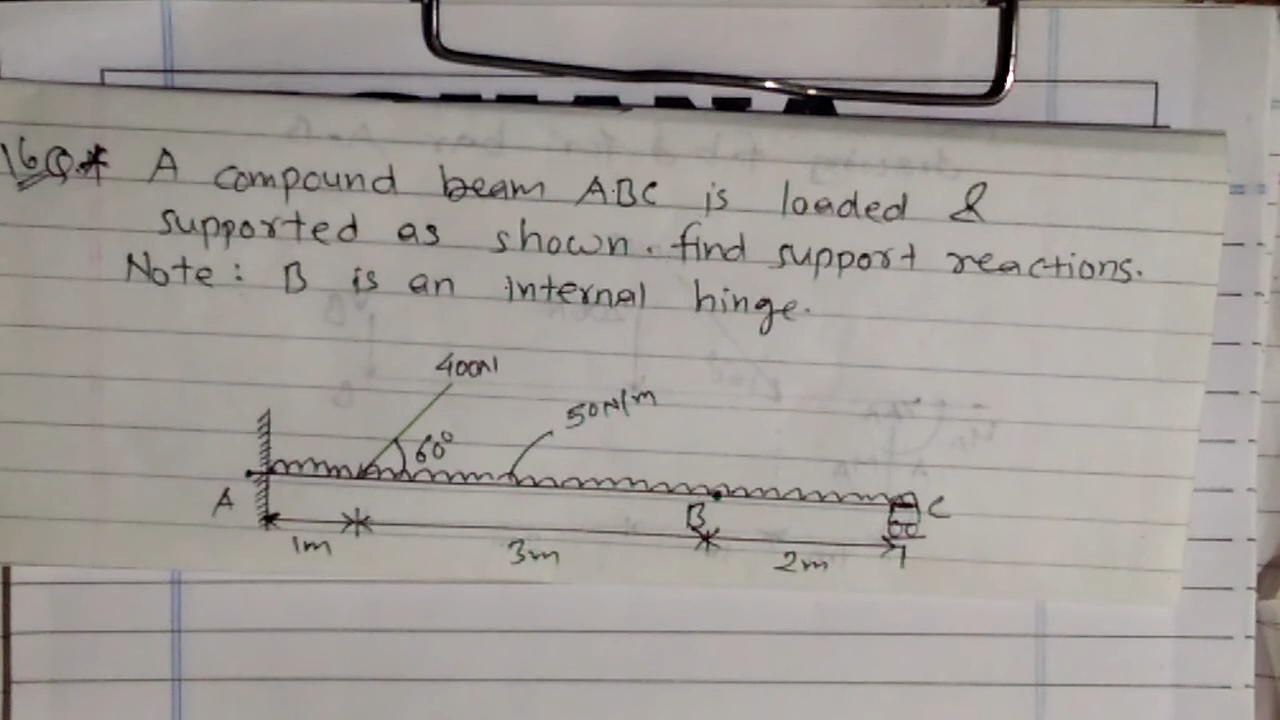 16Q* A compound beam ABC is loaded &
supported as shown. find support reactions.
Note: B is an internal hinge.
400N
50N/m
60°
A
B
C
1m
3m
2m